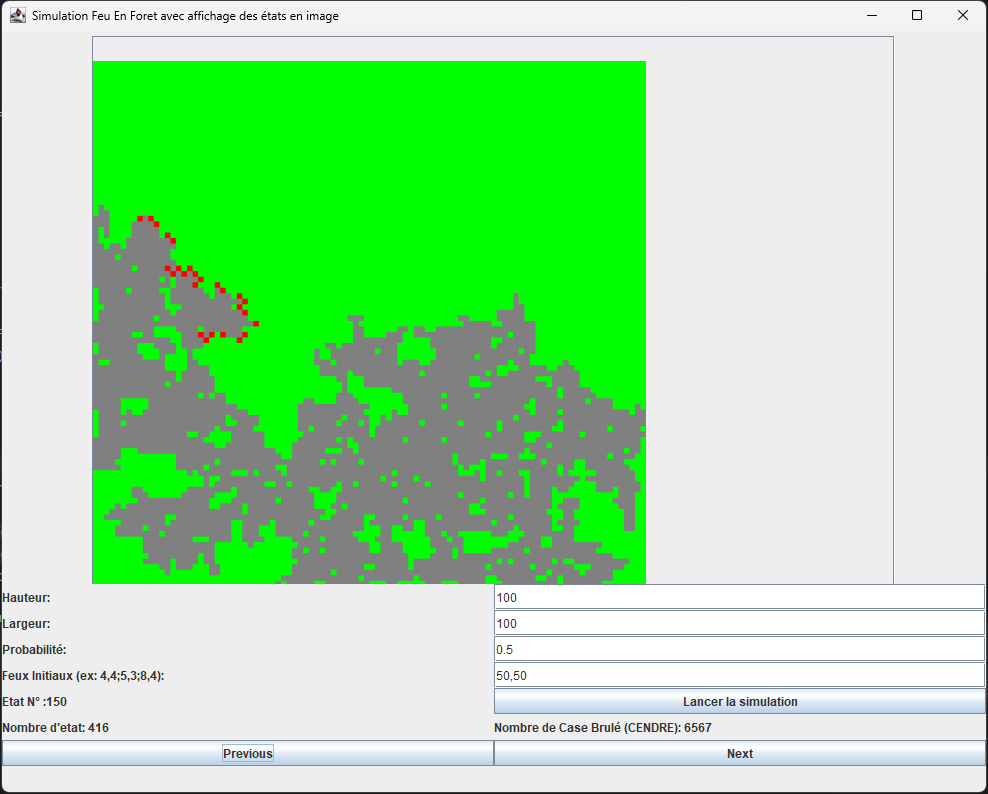 Simulation Feu En Foret avec affichage des états en image
Hauteur: 100
Largeur: 100
Probabilité: 0.5
Feux Initiaux (ex: 4,4;5,3;8,4): 50,50
Etat N° :150 Lancer la simulation
Nombre d'etat: 416 Nombre de Case Brulé (CENDRE): 6567
Previous Next